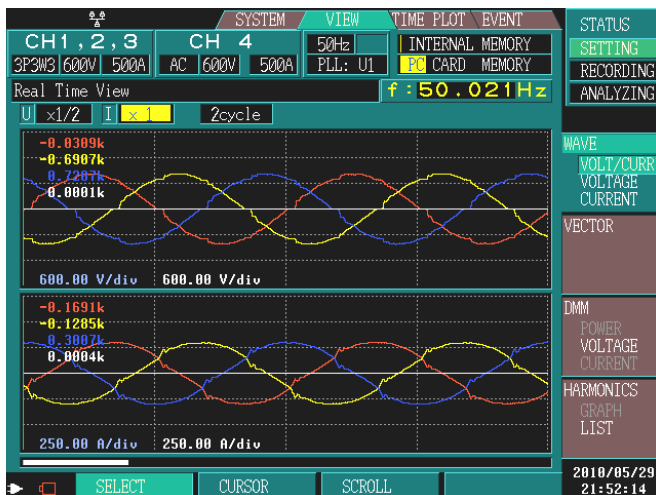 SYSTEM VIEW TIME PLOT EVENT
CH1,2,3 CH 4 50Hz INTERNAL MEMORY
3P3W3 600V 500A AC 600V 500A PLL: U1 PC CARD MEMORY
Real Time View f:50.021Hz
U x1/2 I x 1 2cycle
-0.0309k
-0.6907k
0.7207k
0.0001k
600.00 V/div 600.00 V/div
-0.1691k
-0.1285k
0.3007k
0.0004k
250.00 A/div 250.00 A/div
SELECT CURSOR SCROLL
STATUS
SETTING
RECORDING
ANALYZING
WAVE
VOLT/CURR
VOLTAGE
CURRENT
VECTOR
DMM
POWER
VOLTAGE
CURRENT
HARMONICS
GRAPH
LIST
2010/05/29
21:52:14